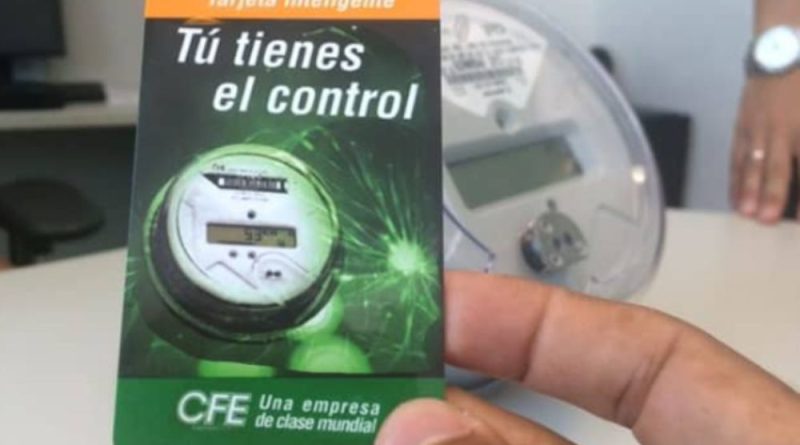 Tarjeta Inteligente
Tú tienes
el control
CFE Una empresa
de clase mundial